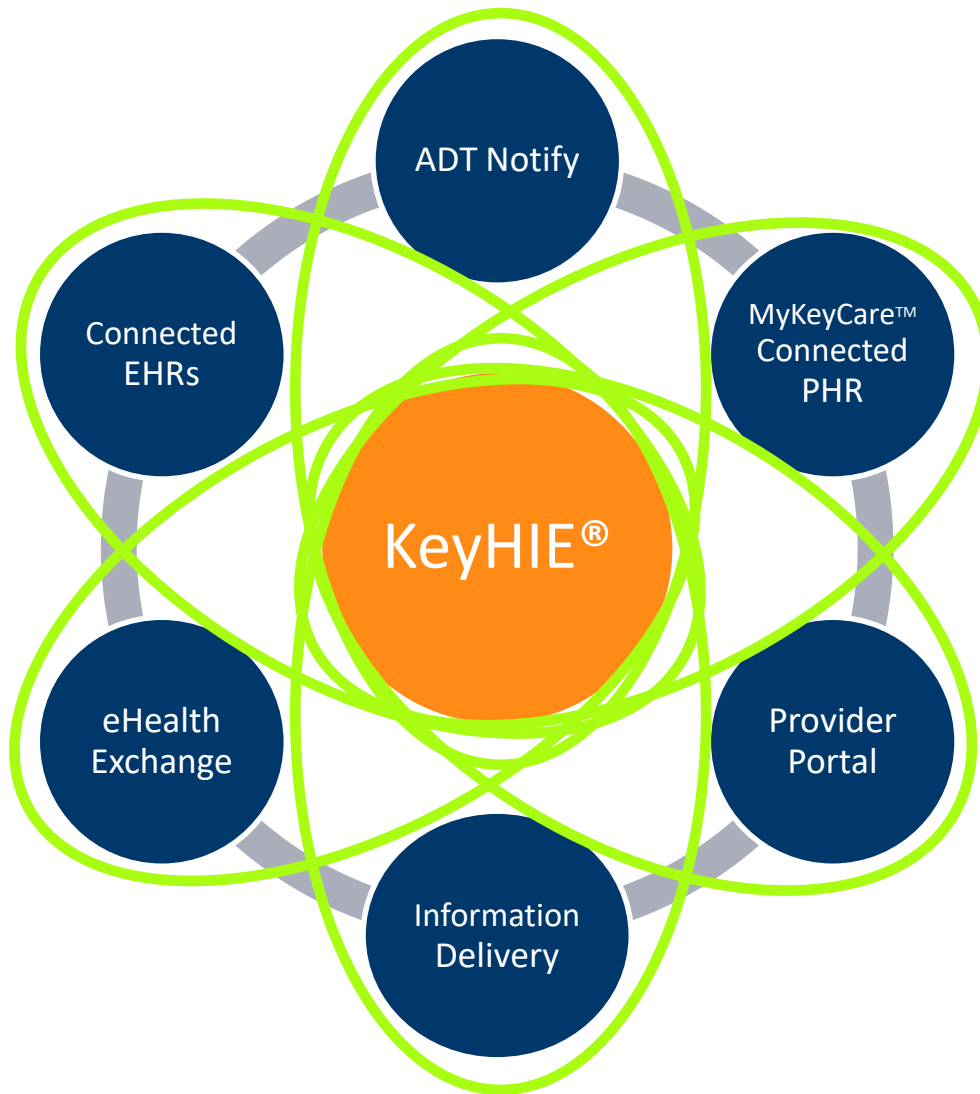 ADT Notify
MyKeyCare™
Connected
PHR
Provider
Portal
Information
Delivery
eHealth
Exchange
Connected
EHRs
KeyHIE®